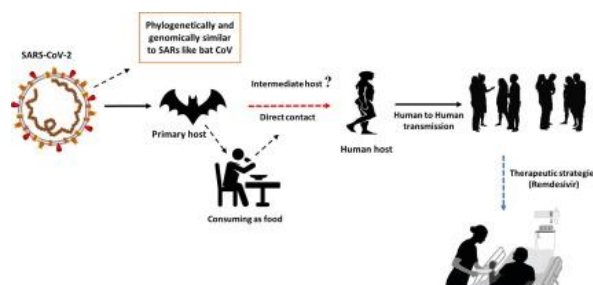 Phylogenetically and
genomically similar
to SARs like bat CoV
SARS-CoV-2
Intermediate host ?
Direct contact
Primary host
Human host
Human to Human
transmission
Consuming as food
Therapeutic strategie
(Remdesivir)